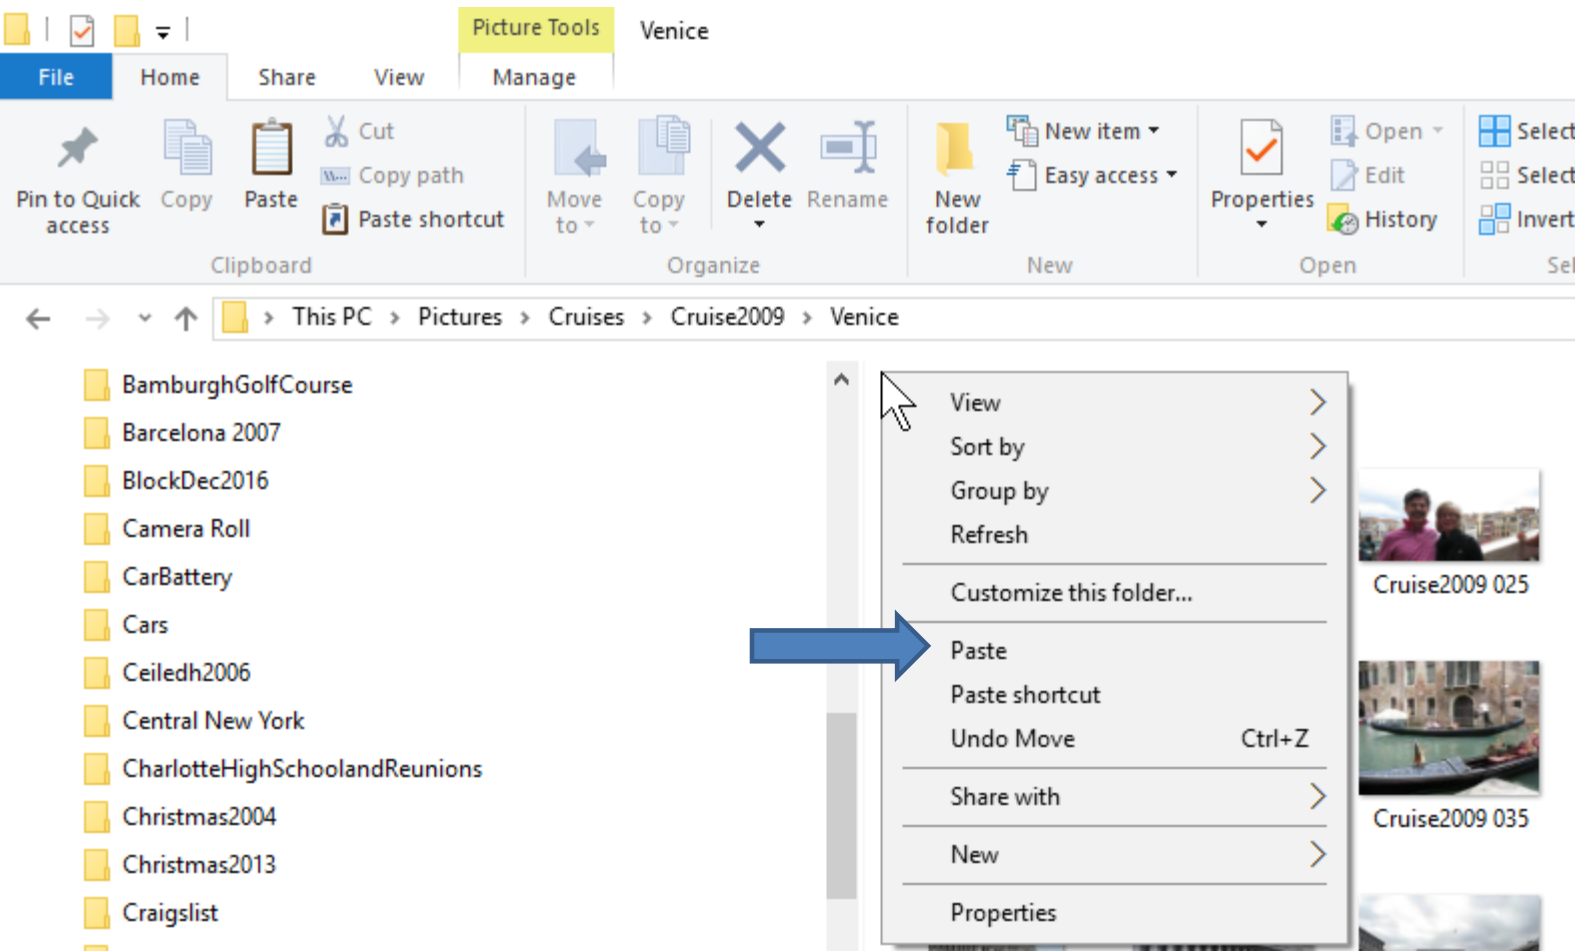 Picture Tools
Venice
File
Home
Share
View
Manage
Pin to Quick access
Copy
Paste
Cut
Copy path
Paste shortcut
Clipboard
Move to
Copy to
Delete
Rename
Organize
New folder
New item
Easy access
New
Properties
Open
Edit
History
Open
Select
Select
Invert
Sel
This PC > Pictures > Cruises > Cruise2009 > Venice
BamburghGolfCourse
Barcelona 2007
BlockDec2016
Camera Roll
CarBattery
Cars
Ceiledh2006
Central New York
CharlotteHighSchoolandReunions
Christmas2004
Christmas2013
Craigslist
View
Sort by
Group by
Refresh
Customize this folder...
Paste
Paste shortcut
Undo Move Ctrl+Z
Share with
New
Properties
Cruise2009 025
Cruise2009 035